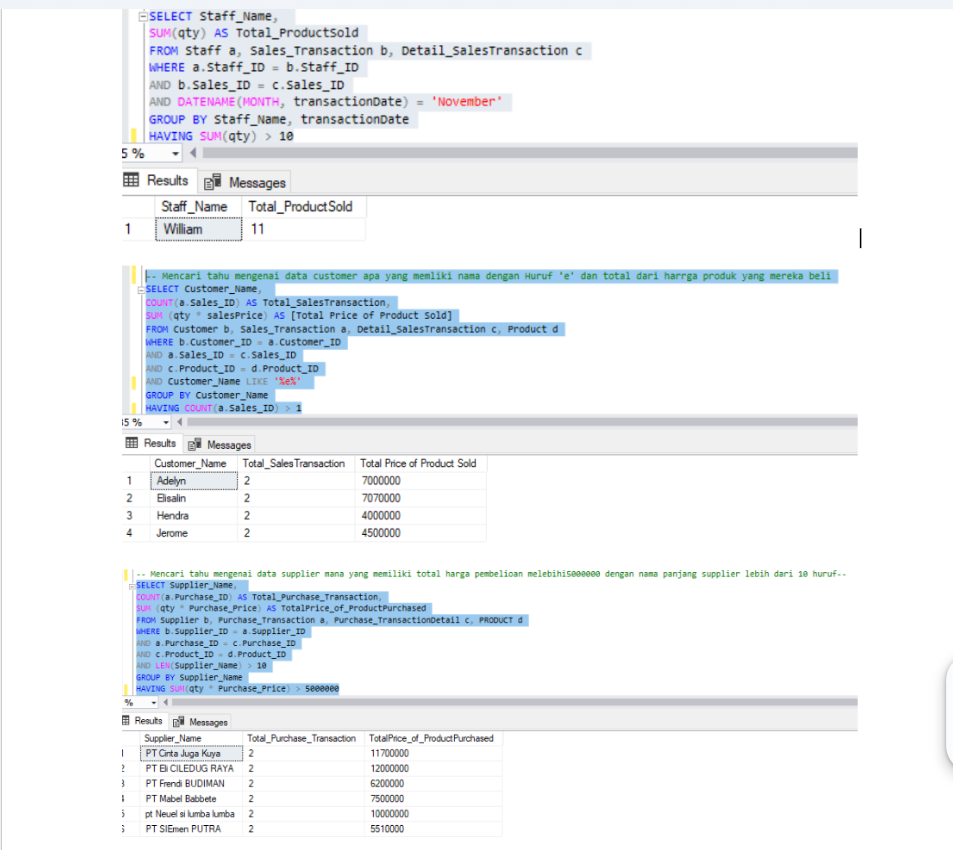 SELECT Staff_Name,
SUM(qty) AS Total_ProductSold
FROM Staff a, Sales_Transaction b, Detail_SalesTransaction c
WHERE a.Staff_ID = b.Staff_ID
AND b.Sales_ID = c.Sales_ID
AND DATENAME(MONTH, transactionDate) = 'November'
GROUP BY Staff_Name, transactionDate
HAVING SUM(qty) > 10
5 %
Results Messages
Staff_Name Total_ProductSold
1 William 11
-- Mencari tahu mengenai data customer apa yang memliki nama dengan Huruf 'e' dan total dari harrga produk yang mereka beli
SELECT Customer_Name,
COUNT(a.Sales_ID) AS Total_SalesTransaction,
SUM (qty * salesPrice) AS [Total Price of Product Sold]
FROM Customer b, Sales_Transaction a, Detail_SalesTransaction c, Product d
WHERE b.Customer_ID = a.Customer_ID
AND a.Sales_ID = c.Sales_ID
AND c.Product_ID = d.Product_ID
AND Customer_Name LIKE '%e%'
GROUP BY Customer_Name
HAVING COUNT(a.Sales_ID) > 1
35 %
Results Messages
Customer_Name Total_SalesTransaction Total Price of Product Sold
1 Adelyn 2 7000000
2 Elisalin 2 7070000
3 Hendra 2 4000000
4 Jerome 2 4500000
-- Mencari tahu mengenai data supplier mana yang memiliki total harga pembelioan melebihi5000000 dengan nama panjang supplier lebih dari 10 huruf--
SELECT Supplier_Name,
COUNT(a.Purchase_ID) AS Total_Purchase_Transaction,
SUM (qty * Purchase_Price) AS TotalPrice_of_ProductPurchased
FROM Supplier b, Purchase_Transaction a, Purchase_TransactionDetail c, PRODUCT d
WHERE b.Supplier_ID = a.Supplier_ID
AND a.Purchase_ID = c.Purchase_ID
AND c.Product_ID = d.Product_ID
AND LEN(Supplier_Name) > 10
GROUP BY Supplier_Name
HAVING SUM(qty * Purchase_Price) > 5000000
%
Results Messages
Supplier_Name Total_Purchase_Transaction TotalPrice_of_ProductPurchased
1 PT Cinta Juga Kuya 2 11700000
2 PT Eli CILEDUG RAYA 2 12000000
3 PT Frendi BUDIMAN 2 6200000
4 PT Mabel Babbete 2 7500000
5 pt Neuel si lumba lumba 2 10000000
6 PT SIEmen PUTRA 2 5510000